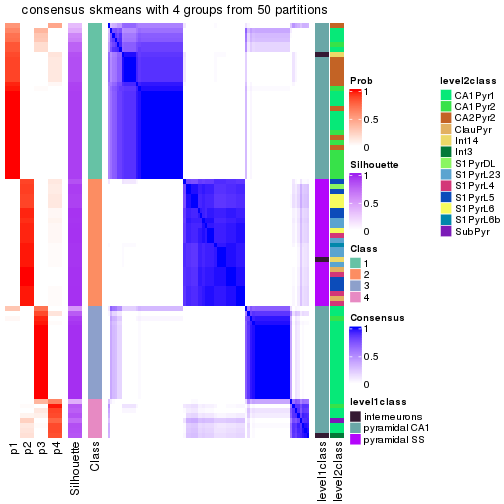 consensus skmeans with 4 groups from 50 partitions
p1
p2
p3
p4
Silhouette
Class
level1class
level2class
Prob
1
0.5
0
Silhouette
1
0.5
0
Class
1
2
3
4
Consensus
1
0.5
0
level1class
interneurons
pyramidal CA1
pyramidal SS
level2class
CA1Pyr1
CA1Pyr2
CA2Pyr2
ClauPyr
Int14
Int3
S1PyrDL
S1PyrL23
S1PyrL4
S1PyrL5
S1PyrL6
S1PyrL6b
SubPyr